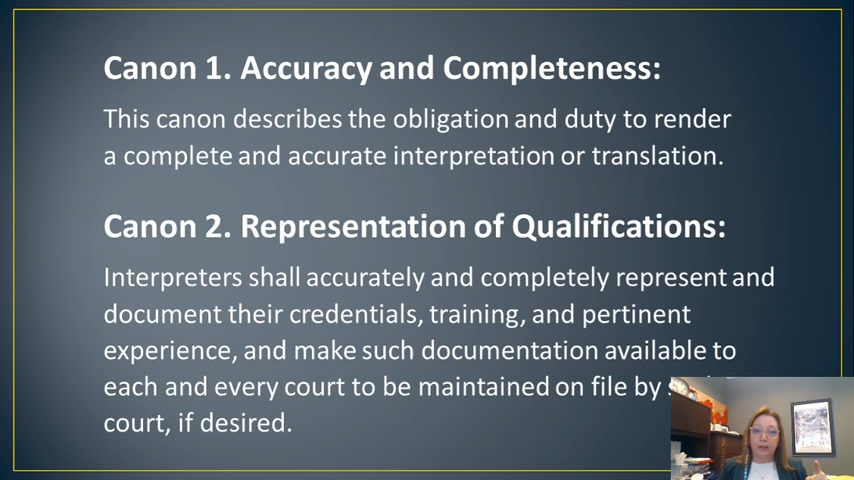 Canon 1. Accuracy and Completeness:
This canon describes the obligation and duty to render
a complete and accurate interpretation or translation.
Canon 2. Representation of Qualifications:
Interpreters shall accurately and completely represent and
document their credentials, training, and pertinent
experience, and make such documentation available to
each and every court to be maintained on file by
court, if desired.